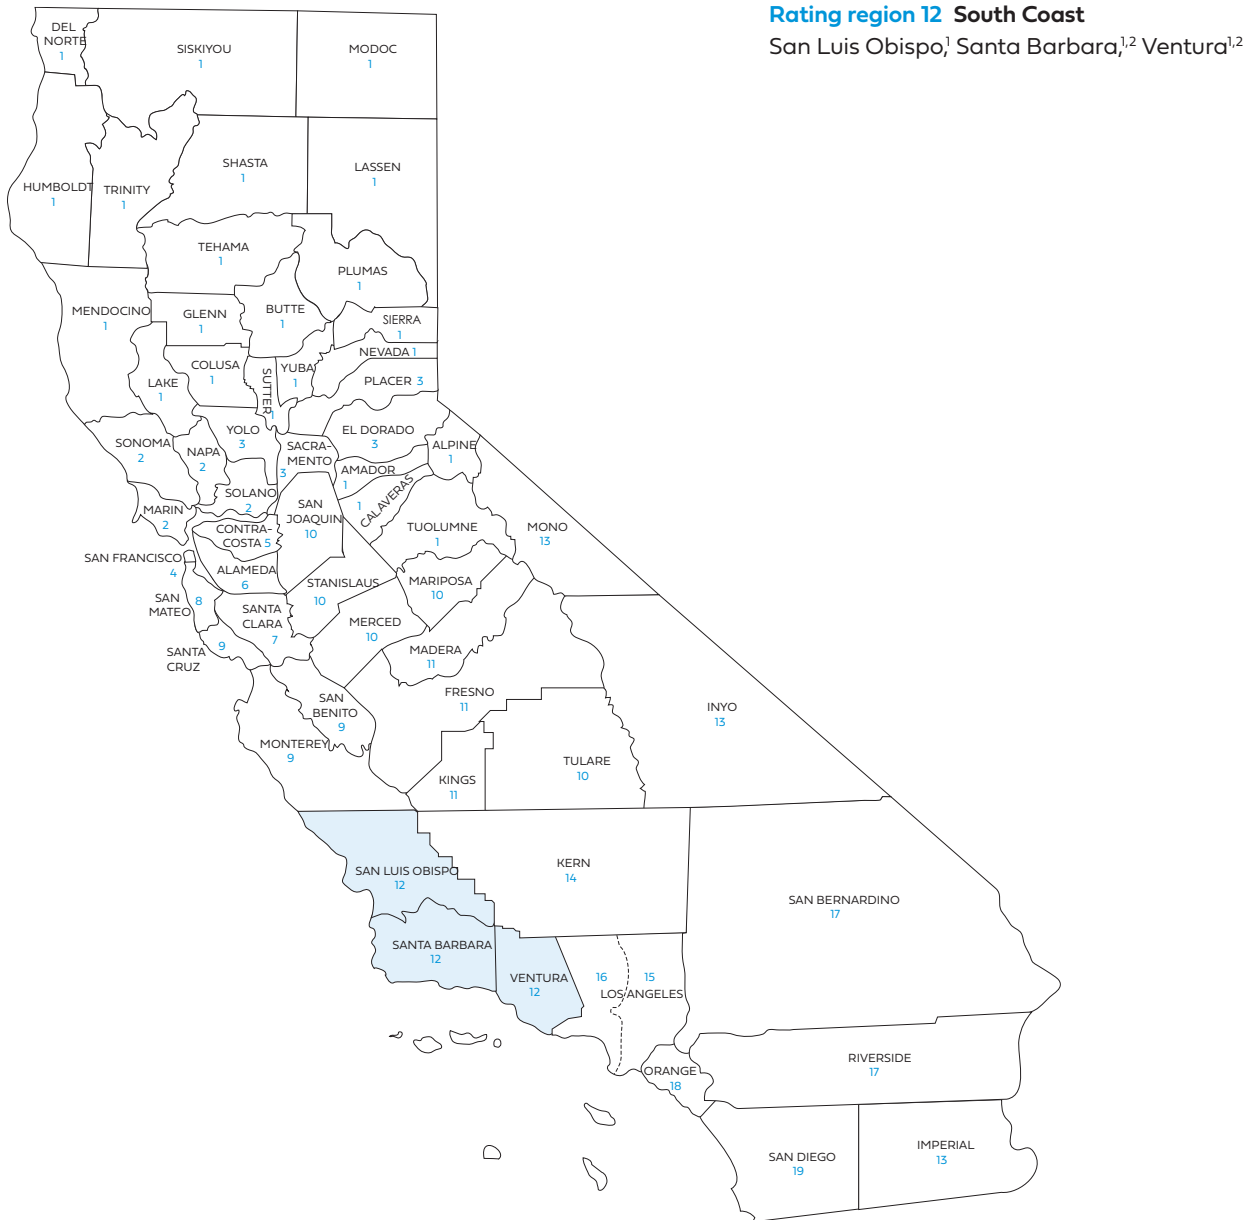 Rating region 12 South Coast
San Luis Obispo,¹ Santa Barbara,¹,² Ventura¹,²
DEL
NORTE
1
SISKIYOU
1
MODOC
1
HUMBOLDT
1
TRINITY
1
SHASTA
1
LASSEN
1
TEHAMA
1
PLUMAS
1
MENDOCINO
1
GLENN
1
BUTTE
1
SIERRA
1
NEVADA 1
COLUSA
1
SUTTER
1
YUBA
1
PLACER 3
LAKE
1
SONOMA
2
NAPA
2
YOLO
3
SACRA-
MENTO
3
EL DORADO
3
ALPINE
1
AMADOR
1
CALAVERAS
1
SOLANO
2
MARIN
2
SAN
JOAQUIN
10
CONTRA-
COSTA 5
TUOLUMNE
1
MONO
13
SAN FRANCISCO
4
ALAMEDA
6
STANISLAUS
10
MARIPOSA
10
SAN
MATEO
8
SANTA
CLARA
7
MERCED
10
SANTA
CRUZ
9
MADERA
11
FRESNO
11
SAN
BENITO
9
INYO
13
MONTEREY
9
KINGS
11
TULARE
10
SAN LUIS OBISPO
12
KERN
14
SAN BERNARDINO
17
SANTA BARBARA
12
VENTURA
12
16
15
LOS ANGELES
RIVERSIDE
17
ORANGE
18
SAN DIEGO
19
IMPERIAL
13